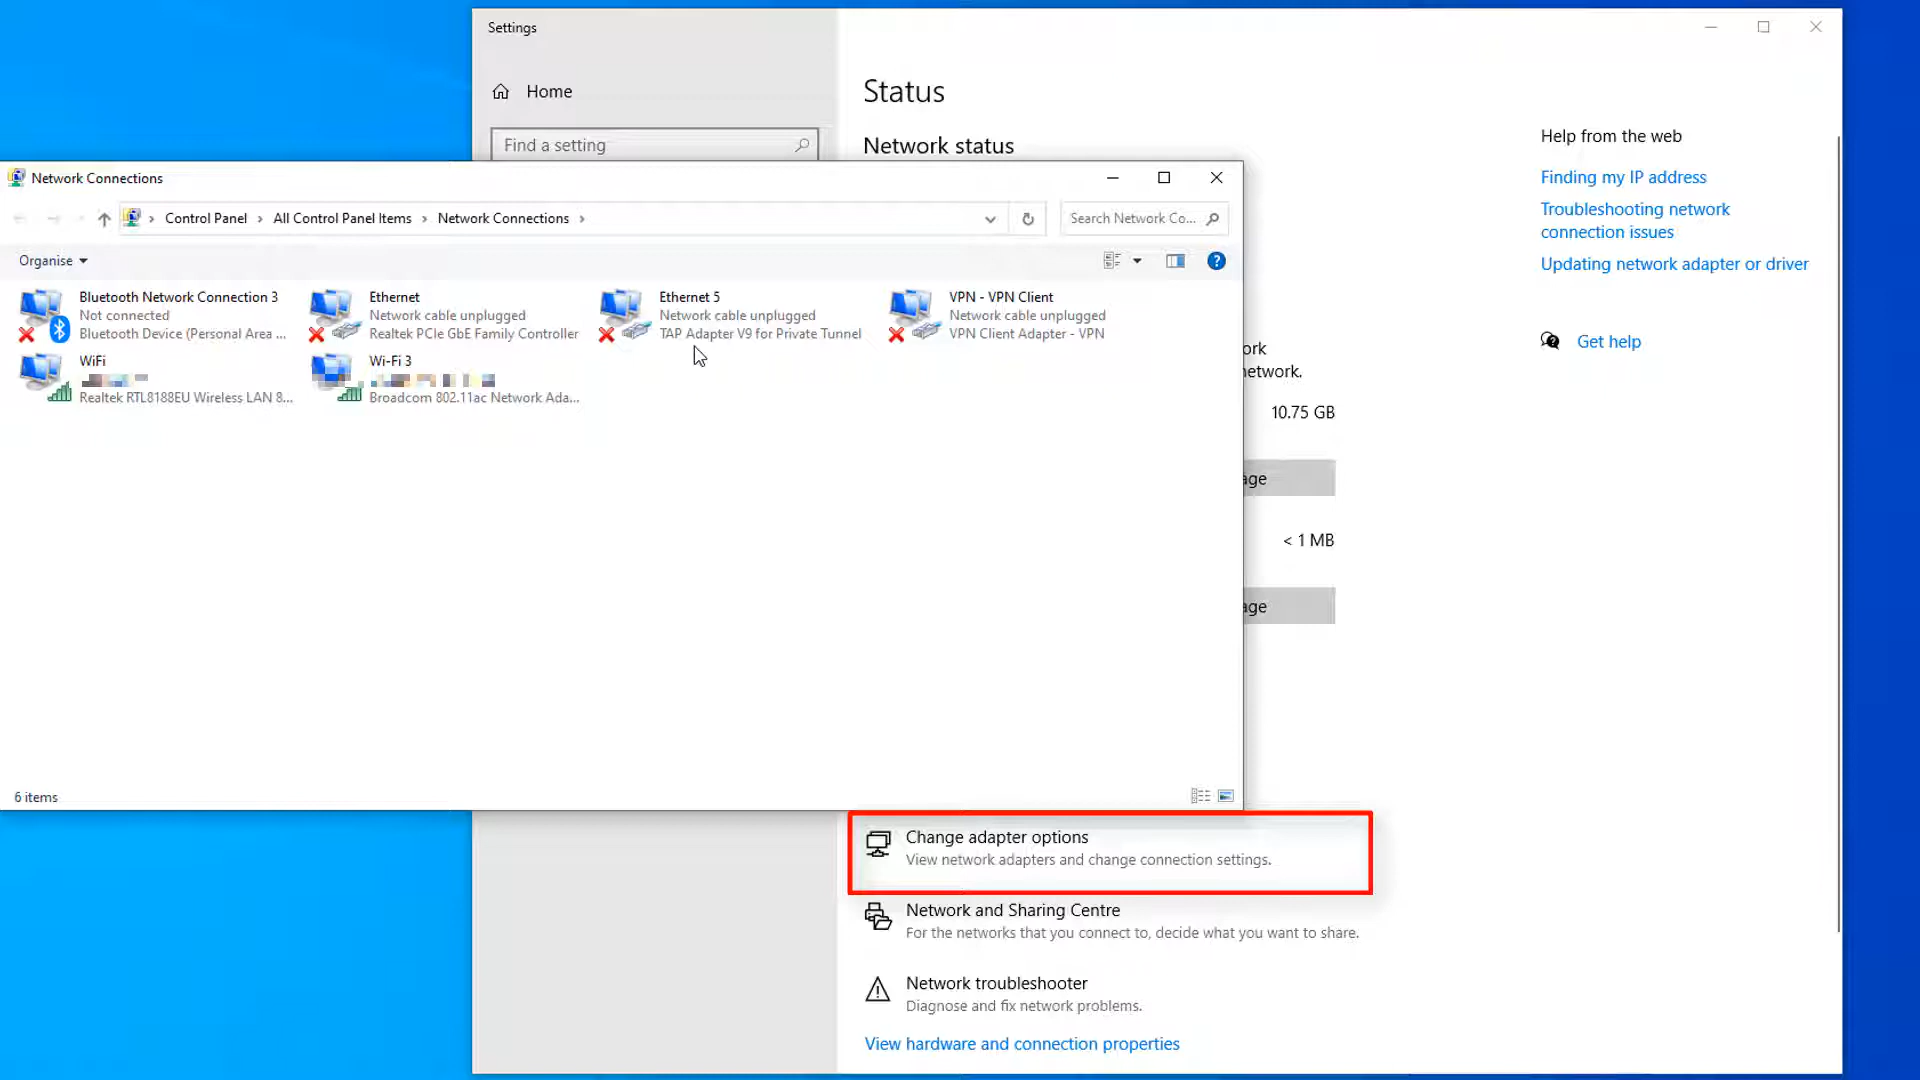 Settings
Home
Find a setting
Status
Network status
Help from the web
Finding my IP address
Troubleshooting network
connection issues
Updating network adapter or driver
Get help
Network Connections
Control Panel > All Control Panel Items > Network Connections >
Search Network Co...
Organise
Bluetooth Network Connection 3
Not connected
Bluetooth Device (Personal Area ...
Ethernet
Network cable unplugged
Realtek PCIe GbE Family Controller
Ethernet 5
Network cable unplugged
TAP Adapter V9 for Private Tunnel
VPN - VPN Client
Network cable unplugged
VPN Client Adapter - VPN
WiFi
Realtek RTL8188EU Wireless LAN 8...
Wi-Fi 3
Broadcom 802.11ac Network Ada...
6 items
10.75 GB
< 1 MB
Change adapter options
View network adapters and change connection settings.
Network and Sharing Centre
For the networks that you connect to, decide what you want to share.
Network troubleshooter
Diagnose and fix network problems.
View hardware and connection properties